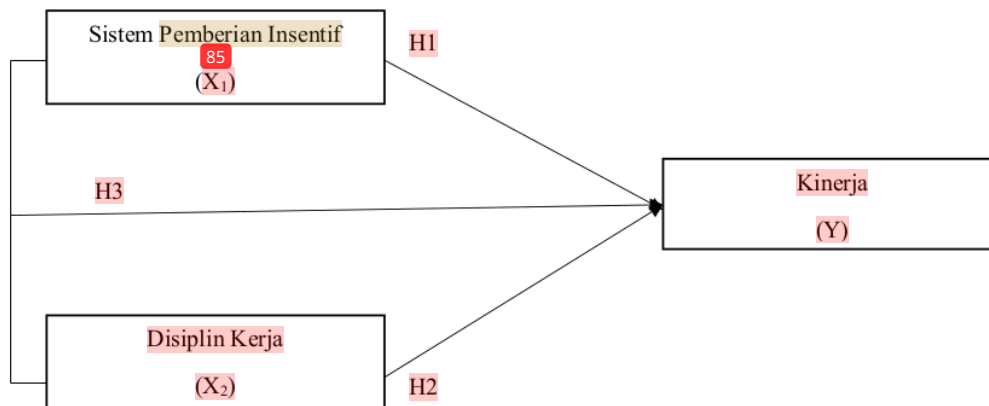 Sistem Pemberian Insentif
85
(X₁)
H1
H3
Kinerja
(Y)
Disiplin Kerja
(X₂)
H2